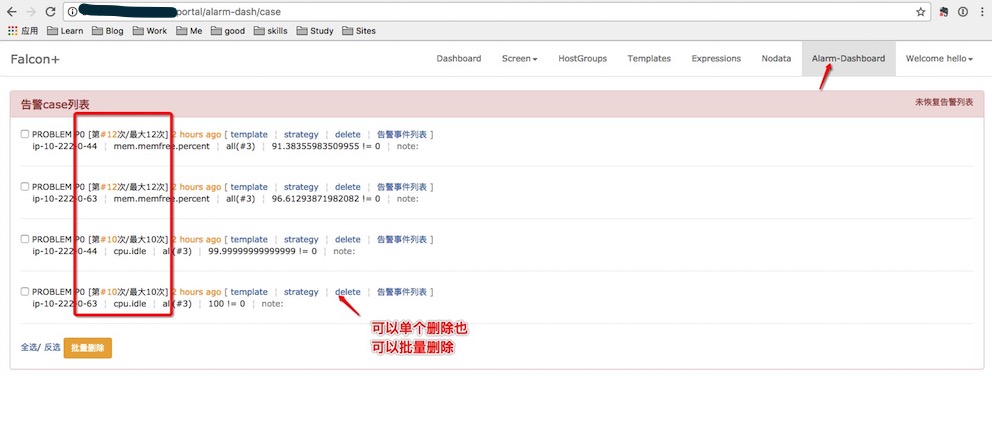 portal/alarm-dash/case
应用 Learn Blog Work Me good skills Study Sites
Falcon+ Dashboard Screen HostGroups Templates Expressions Nodata Alarm-Dashboard Welcome hello
告警case列表 未恢复告警列表
PROBLEM P0 [第#12次/最大12次] 2 hours ago [ template ¦ strategy ¦ delete ¦ 告警事件列表 ]
ip-10-222-0-44 ¦ mem.memfree.percent ¦ all(#3) ¦ 91.38355983509955 != 0 ¦ note:
PROBLEM P0 [第#12次/最大12次] 2 hours ago [ template ¦ strategy ¦ delete ¦ 告警事件列表 ]
ip-10-222-0-63 ¦ mem.memfree.percent ¦ all(#3) ¦ 96.61293871982082 != 0 ¦ note:
PROBLEM P0 [第#10次/最大10次] 2 hours ago [ template ¦ strategy ¦ delete ¦ 告警事件列表 ]
ip-10-222-0-44 ¦ cpu.idle ¦ all(#3) ¦ 99.99999999999999 != 0 ¦ note:
PROBLEM P0 [第#10次/最大10次] 2 hours ago [ template ¦ strategy ¦ delete ¦ 告警事件列表 ]
ip-10-222-0-63 ¦ cpu.idle ¦ all(#3) ¦ 100 != 0 ¦ note:
可以单个删除也
可以批量删除
全选/ 反选 批量删除